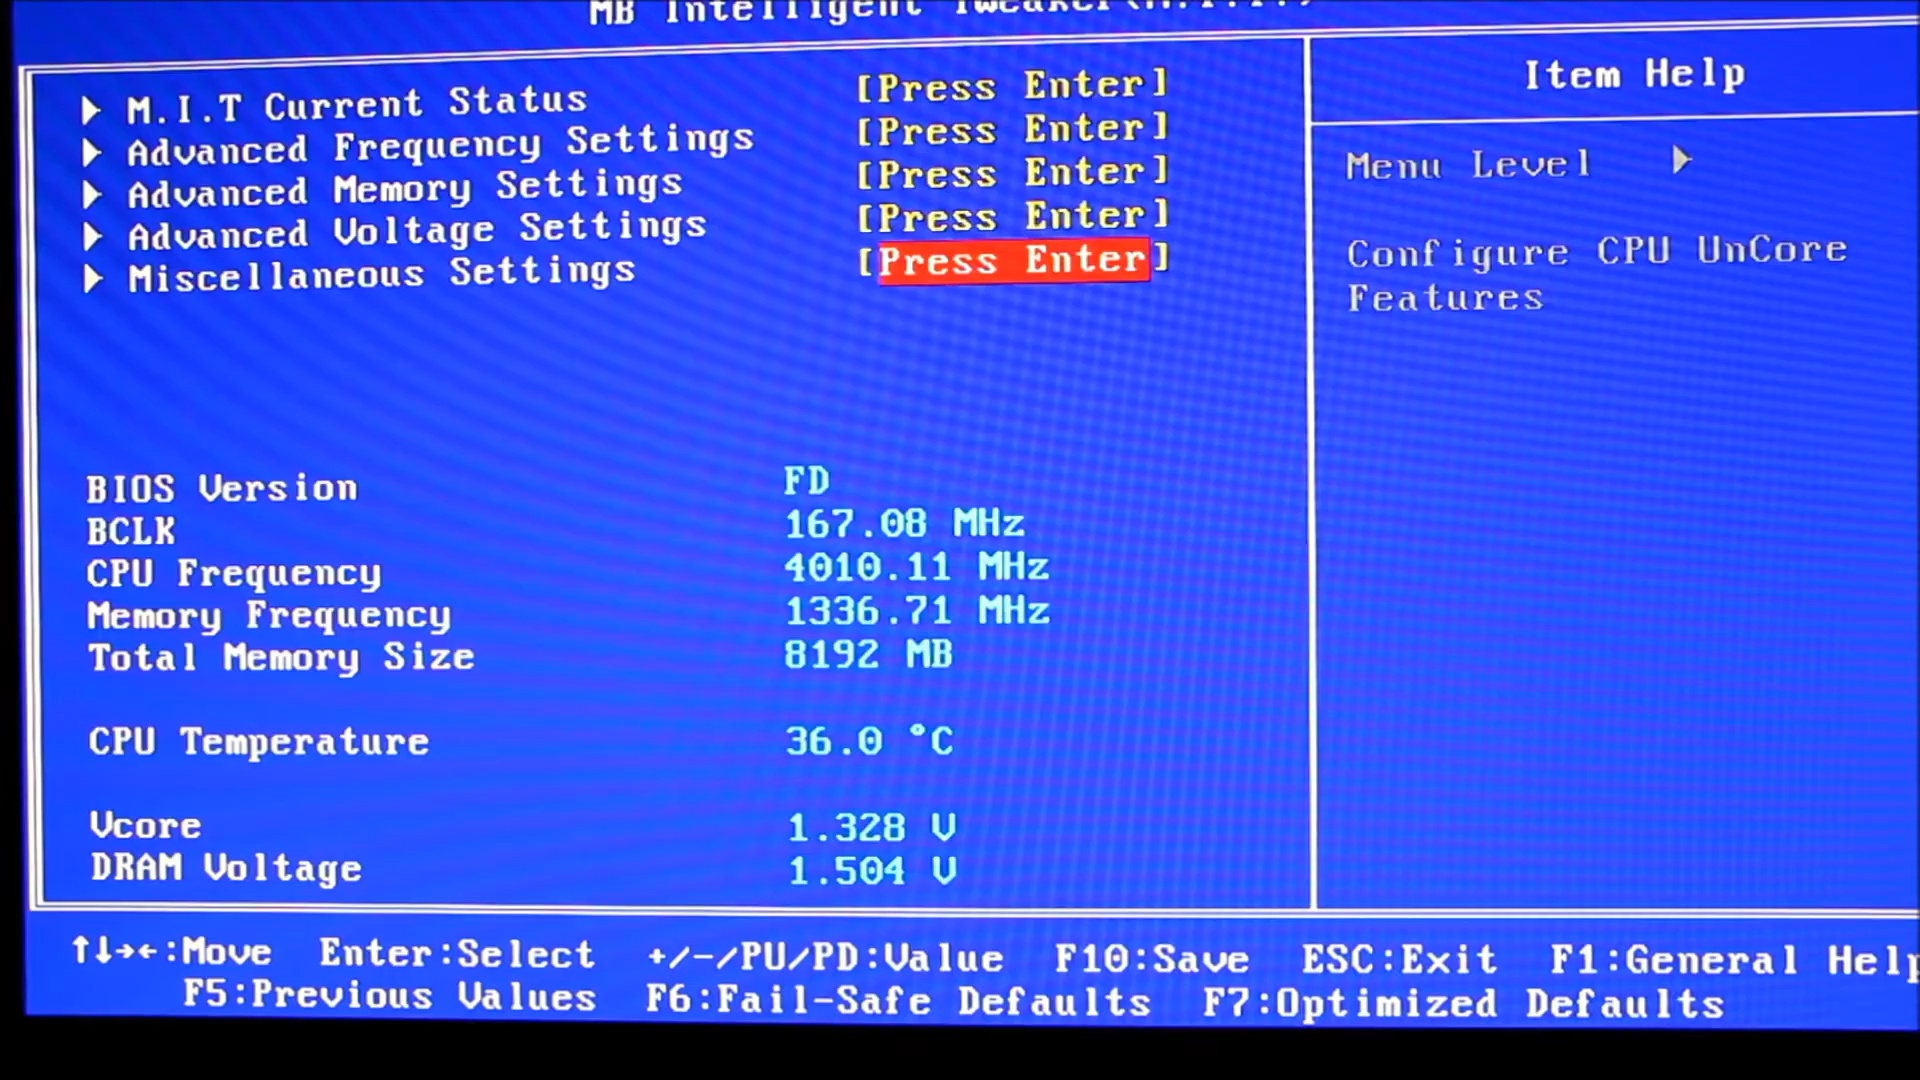 MB Intelligent Tweaker(M.I.T.)
M.I.T Current Status [Press Enter]
Advanced Frequency Settings [Press Enter]
Advanced Memory Settings [Press Enter]
Advanced Voltage Settings [Press Enter]
Miscellaneous Settings [Press Enter]
BIOS Version FD
BCLK 167.08 MHz
CPU Frequency 4010.11 MHz
Memory Frequency 1336.71 MHz
Total Memory Size 8192 MB
CPU Temperature 36.0 °C
Vcore 1.328 V
DRAM Voltage 1.504 V
Item Help
Menu Level
Configure CPU UnCore
Features
↑↓→←:Move Enter:Select +/-/PU/PD:Value F10:Save ESC:Exit F1:General Help
F5:Previous Values F6:Fail-Safe Defaults F7:Optimized Defaults